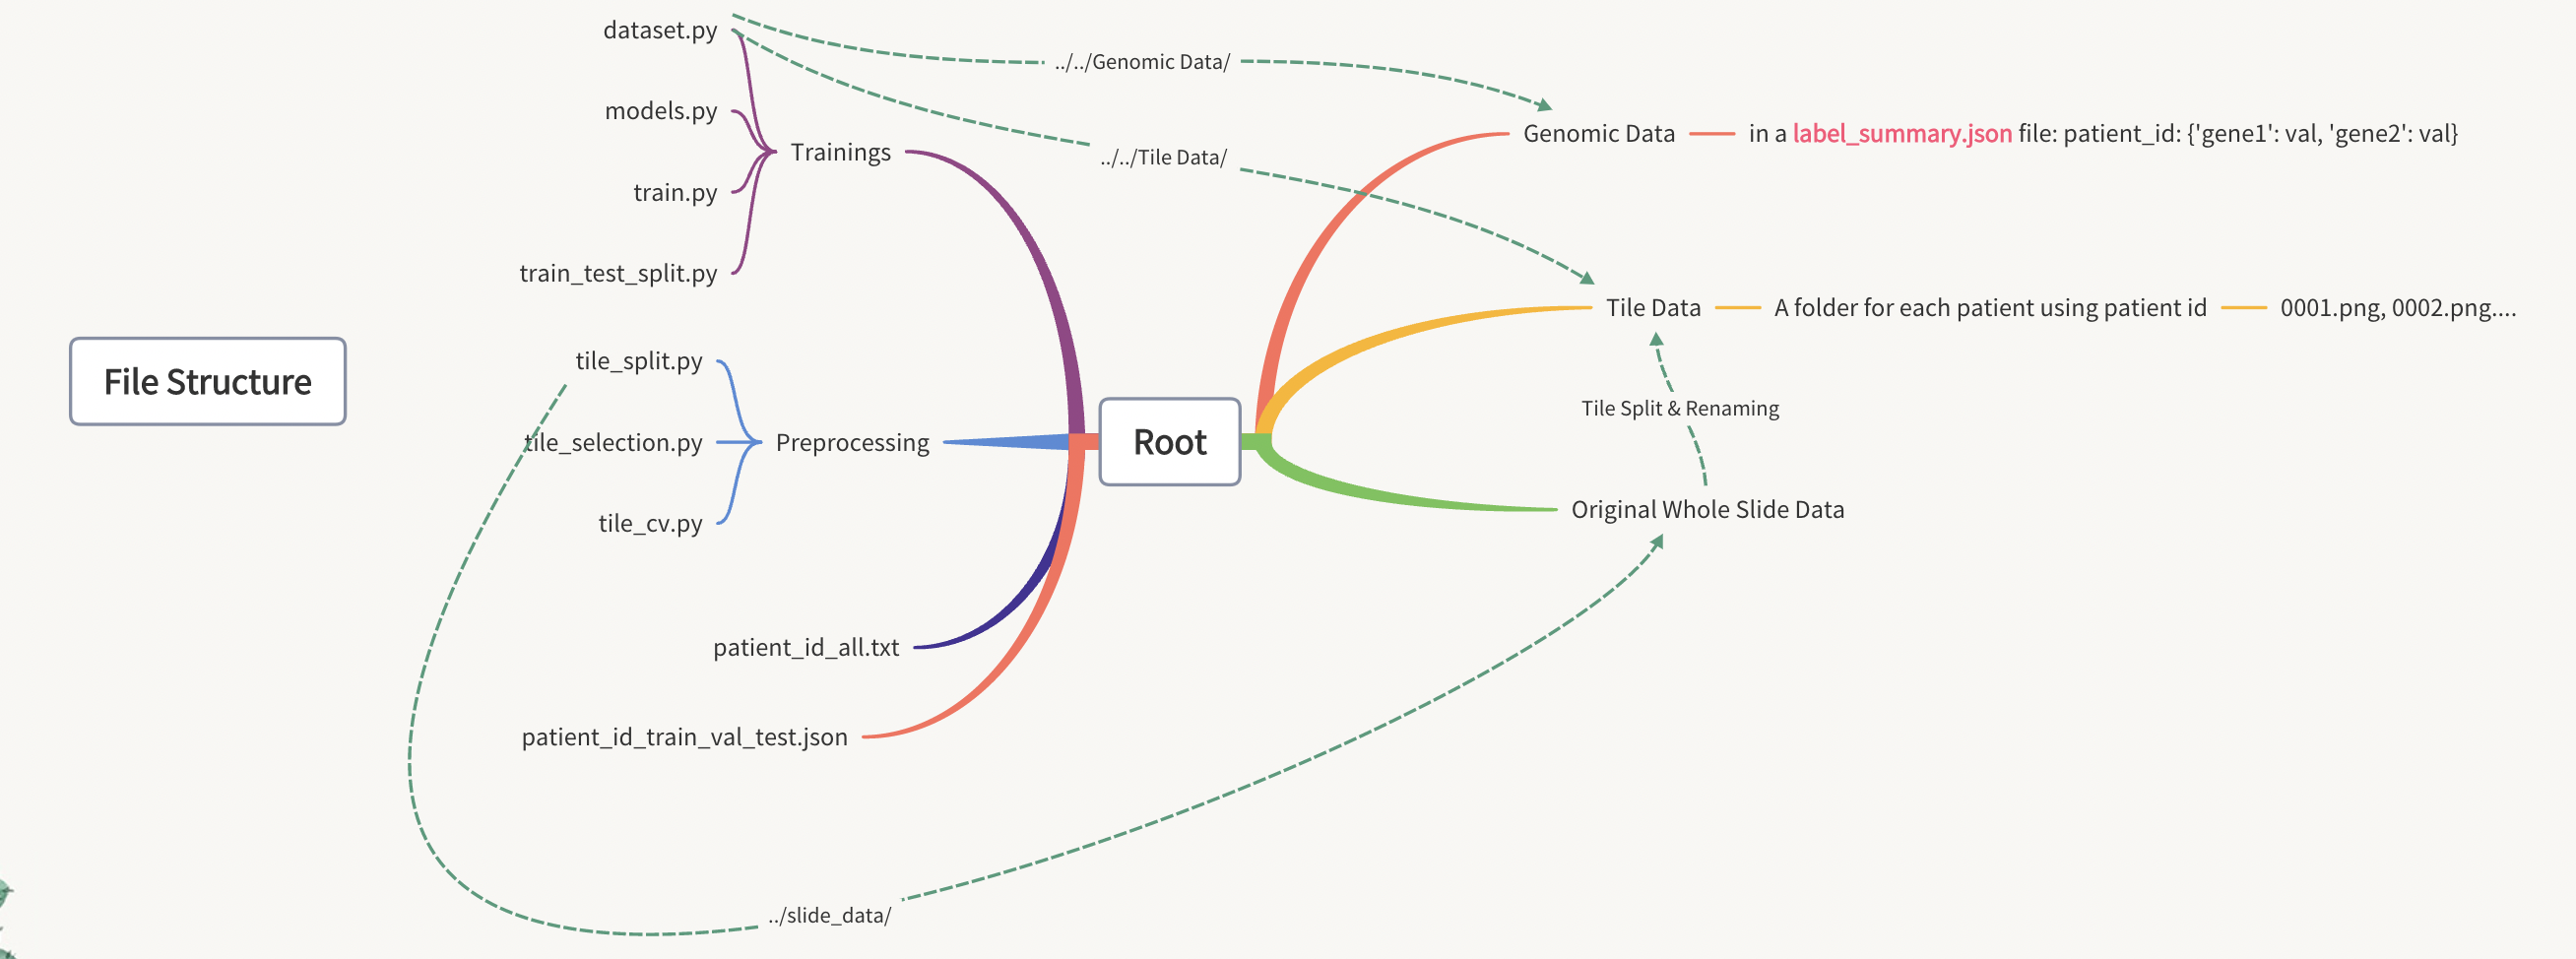 File Structure
dataset.py
models.py
train.py
train_test_split.py
Trainings
tile_split.py
tile_selection.py
tile_cv.py
Preprocessing
patient_id_all.txt
patient_id_train_val_test.json
Root
../../Genomic Data/
../../Tile Data/
../slide_data/
Genomic Data
in a label_summary.json file: patient_id: {'gene1': val, 'gene2': val}
Tile Data
A folder for each patient using patient id
0001.png, 0002.png....
Tile Split & Renaming
Original Whole Slide Data